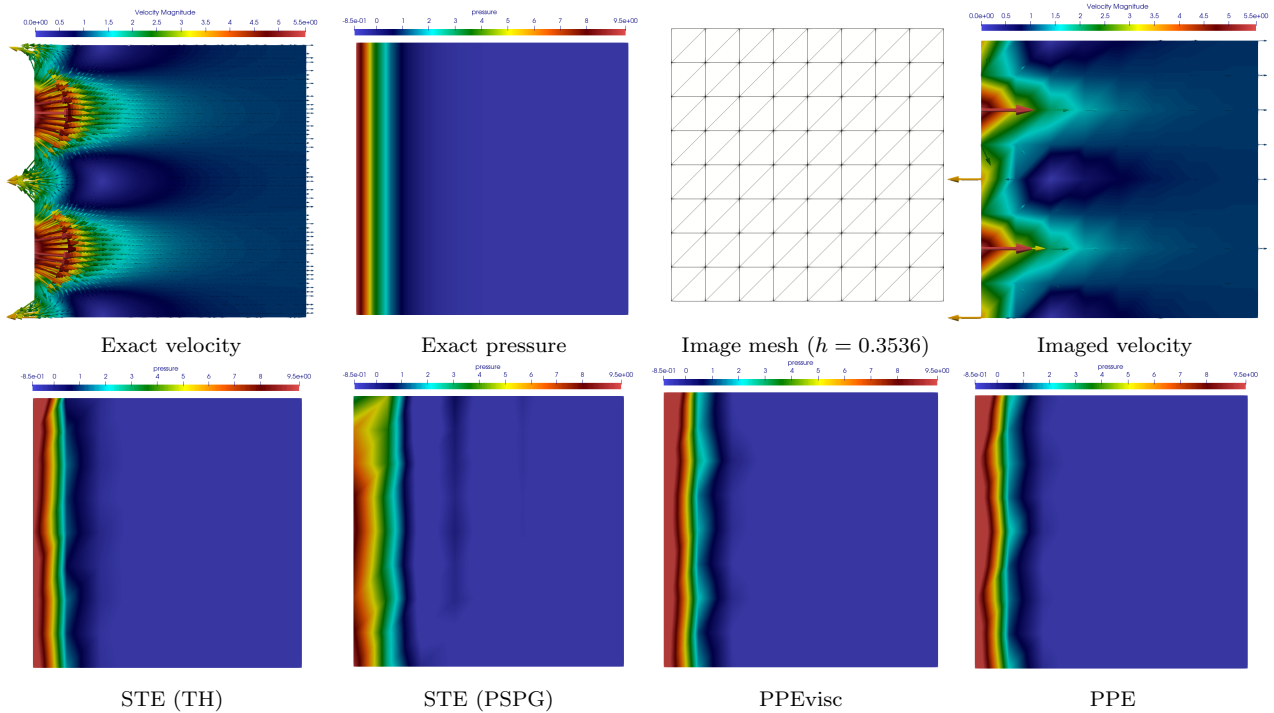 Velocity Magnitude
0.0e+00 0.5 1 1.5 2 2.5 3 3.5 4 4.5 5 5.5e+00
pressure
-8.5e-01 0 1 2 3 4 5 6 7 8 9.5e+00
Velocity Magnitude
0.0e+00 0.5 1 1.5 2 2.5 3 3.5 4 4.5 5 5.5e+00
Exact velocity
Exact pressure
Image mesh (h = 0.3536)
Imaged velocity
pressure
-8.5e-01 0 1 2 3 4 5 6 7 8 9.5e+00
pressure
-8.5e-01 0 1 2 3 4 5 6 7 8 9.5e+00
pressure
-8.5e-01 0 1 2 3 4 5 6 7 8 9.5e+00
pressure
-8.5e-01 0 1 2 3 4 5 6 7 8 9.5e+00
STE (TH)
STE (PSPG)
PPEvisc
PPE